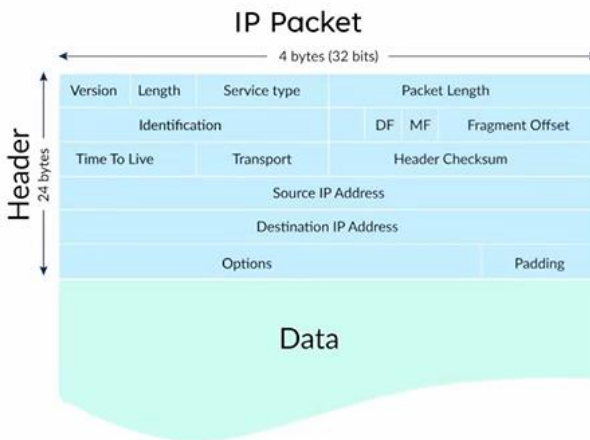 IP Packet
4 bytes (32 bits)
Header
24 bytes
Version Length Service type Packet Length
Identification DF MF Fragment Offset
Time To Live Transport Header Checksum
Source IP Address
Destination IP Address
Options Padding
Data